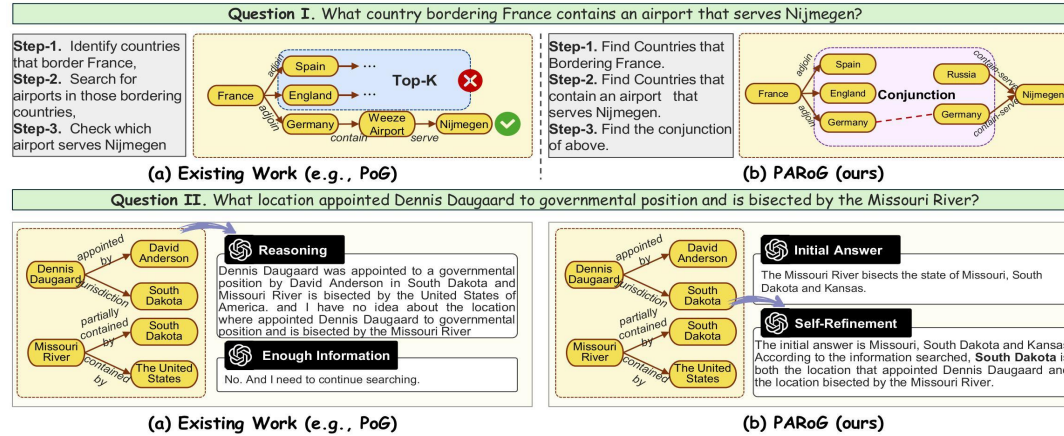 Question I. What country bordering France contains an airport that serves Nijmegen?
Step-1. Identify countries
that border France,
Step-2. Search for
airports in those bordering
countries,
Step-3. Check which
airport serves Nijmegen
France
adjoin
adjoin
Spain
...
England
...
Top-K
Germany
contain
Weeze
Airport
serve
Nijmegen
(a) Existing Work (e.g., PoG)
Step-1. Find Countries that
Bordering France.
Step-2. Find Countries that
contain an airport that
serves Nijmegen.
Step-3. Find the conjunction
of above.
France
adjoin
adjoin
Spain
England
Germany
Conjunction
Russia
Germany
contain-serve
contain-serve
Nijmegen
(b) PARoG (ours)
Question II. What location appointed Dennis Daugaard to governmental position and is bisected by the Missouri River?
Dennis
Daugaard
appointed
by
David
Anderson
jurisdiction
South
Dakota
Missouri
River
partially
contained
by
South
Dakota
contained
by
The United
States
Reasoning
Dennis Daugaard was appointed to a governmental
position by David Anderson in South Dakota and
Missouri River is bisected by the United States of
America. and I have no idea about the location
where appointed Dennis Daugaard to governmental
position and is bisected by the Missouri River
Enough Information
No. And I need to continue searching.
(a) Existing Work (e.g., PoG)
Dennis
Daugaard
appointed
by
David
Anderson
jurisdiction
South
Dakota
Missouri
River
partially
contained
by
South
Dakota
contained
by
The United
States
Initial Answer
The Missouri River bisects the state of Missouri, South
Dakota and Kansas.
Self-Refinement
The initial answer is Missouri, South Dakota and Kansas
According to the information searched, South Dakota is
both the location that appointed Dennis Daugaard and
the location bisected by the Missouri River.
(b) PARoG (ours)